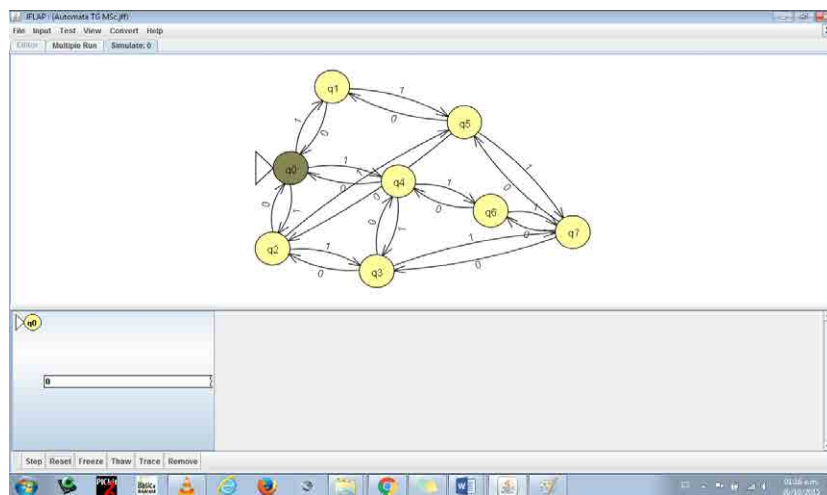 JFLAP : (Automata TG MSc.jff)
File Input Test View Convert Help
Editor Multiple Run Simulate: 0
q1
1
0
q5
1
0
1
0
q0
1
0
q4
1
0
1
0
q6
1
0
q7
0
1
0
1
q2
1
0
q3
1
0
q0
0
Step Reset Freeze Thaw Trace Remove